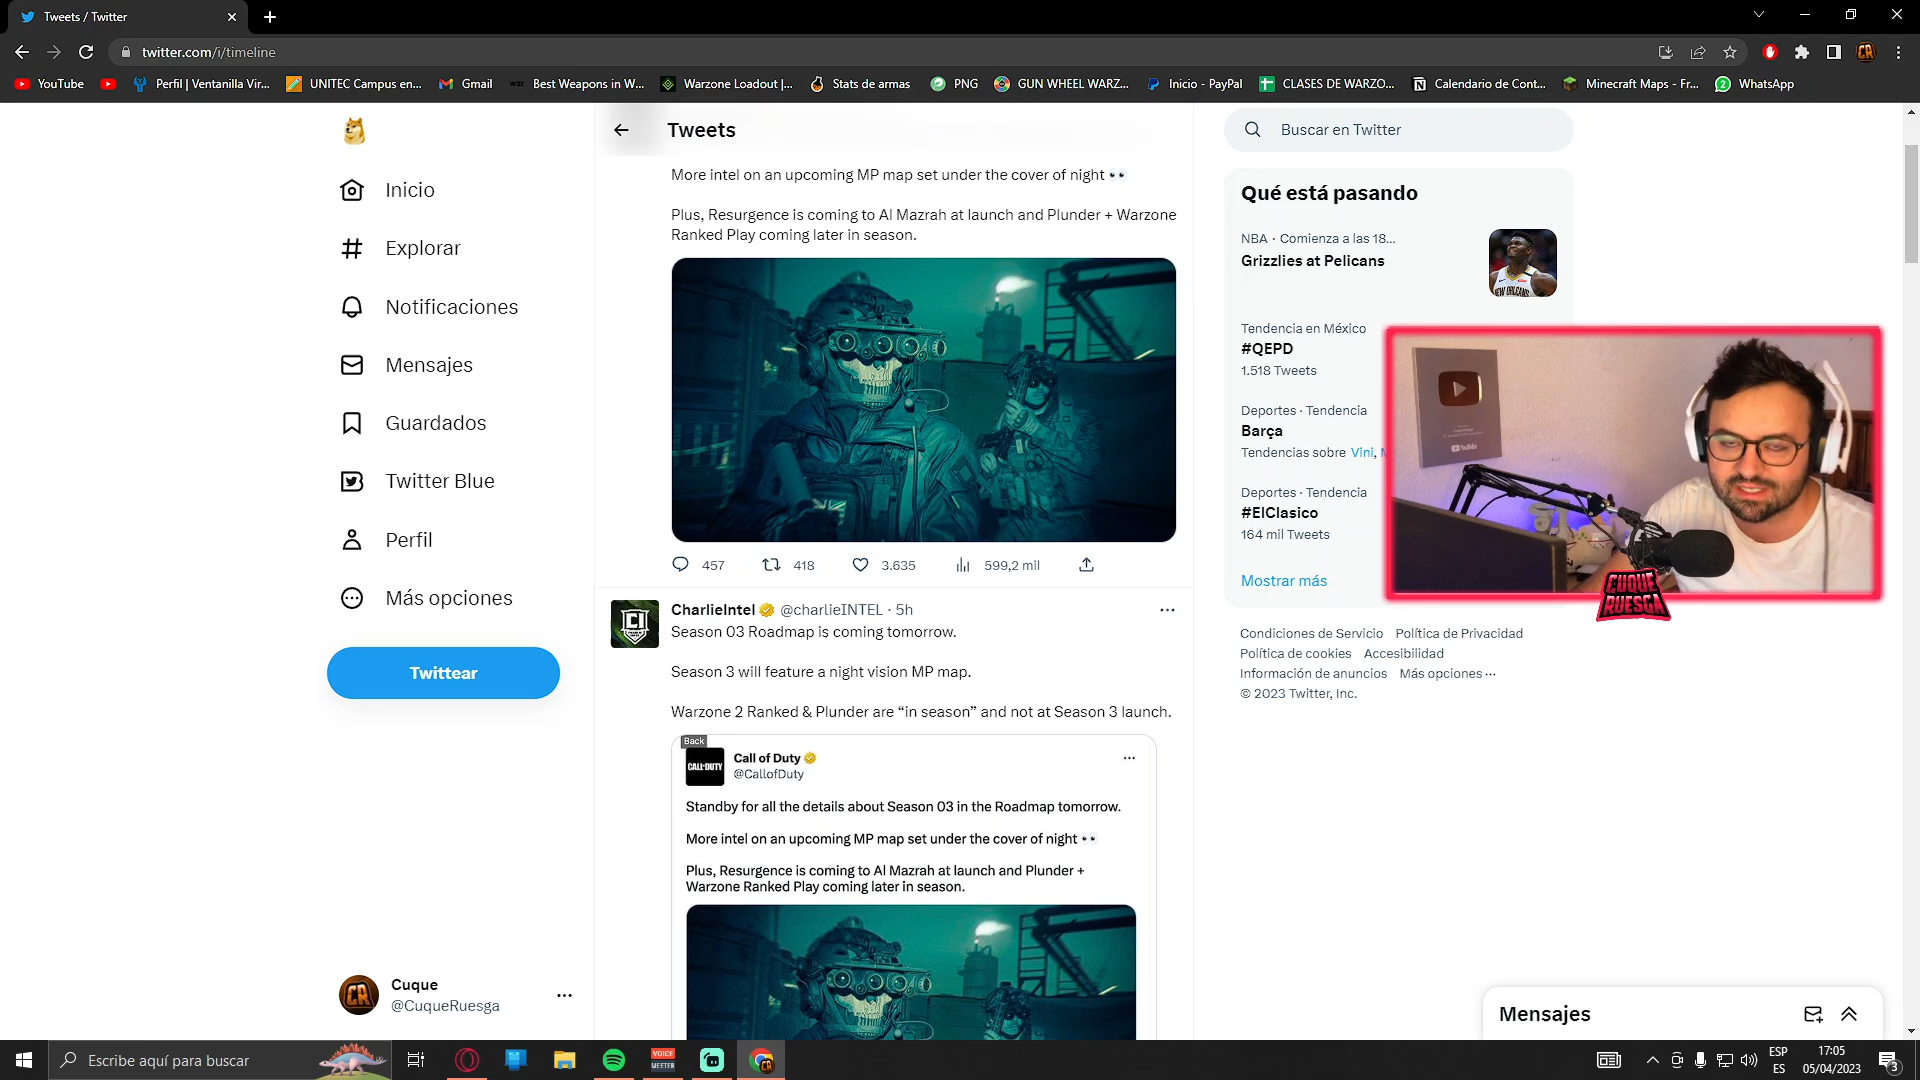 Tweets / Twitter
twitter.com/i/timeline
YouTube
Perfil | Ventanilla Vir...
UNITEC Campus en...
Gmail
Best Weapons in W...
Warzone Loadout |...
Stats de armas
PNG
GUN WHEEL WARZ...
Inicio - PayPal
CLASES DE WARZO...
Calendario de Cont...
Minecraft Maps - Fr...
WhatsApp
Inicio
Explorar
Notificaciones
Mensajes
Guardados
Twitter Blue
Perfil
Más opciones
Twittear
Cuque
@CuqueRuesga
Tweets
More intel on an upcoming MP map set under the cover of night 👀
Plus, Resurgence is coming to Al Mazrah at launch and Plunder + Warzone
Ranked Play coming later in season.
457 418 3.635 599,2 mil
CharlieIntel @charlieINTEL · 5h
Season 03 Roadmap is coming tomorrow.
Season 3 will feature a night vision MP map.
Warzone 2 Ranked & Plunder are “in season” and not at Season 3 launch.
Back
CALL·DUTY
Call of Duty
@CallofDuty
Standby for all the details about Season 03 in the Roadmap tomorrow.
More intel on an upcoming MP map set under the cover of night 👀
Plus, Resurgence is coming to Al Mazrah at launch and Plunder +
Warzone Ranked Play coming later in season.
Buscar en Twitter
Qué está pasando
NBA · Comienza a las 18...
Grizzlies at Pelicans
NEW ORLEANS
Tendencia en México
#QEPD
1.518 Tweets
Deportes · Tendencia
Barça
Tendencias sobre Vini,
Deportes · Tendencia
#ElClasico
164 mil Tweets
Mostrar más
YouTube
CUQUE
RUESGA
Condiciones de Servicio Política de Privacidad
Política de cookies Accesibilidad
Información de anuncios Más opciones ···
© 2023 Twitter, Inc.
Mensajes
Escribe aquí para buscar
VOICE
MEETER
ESP
ES
17:05
05/04/2023
3